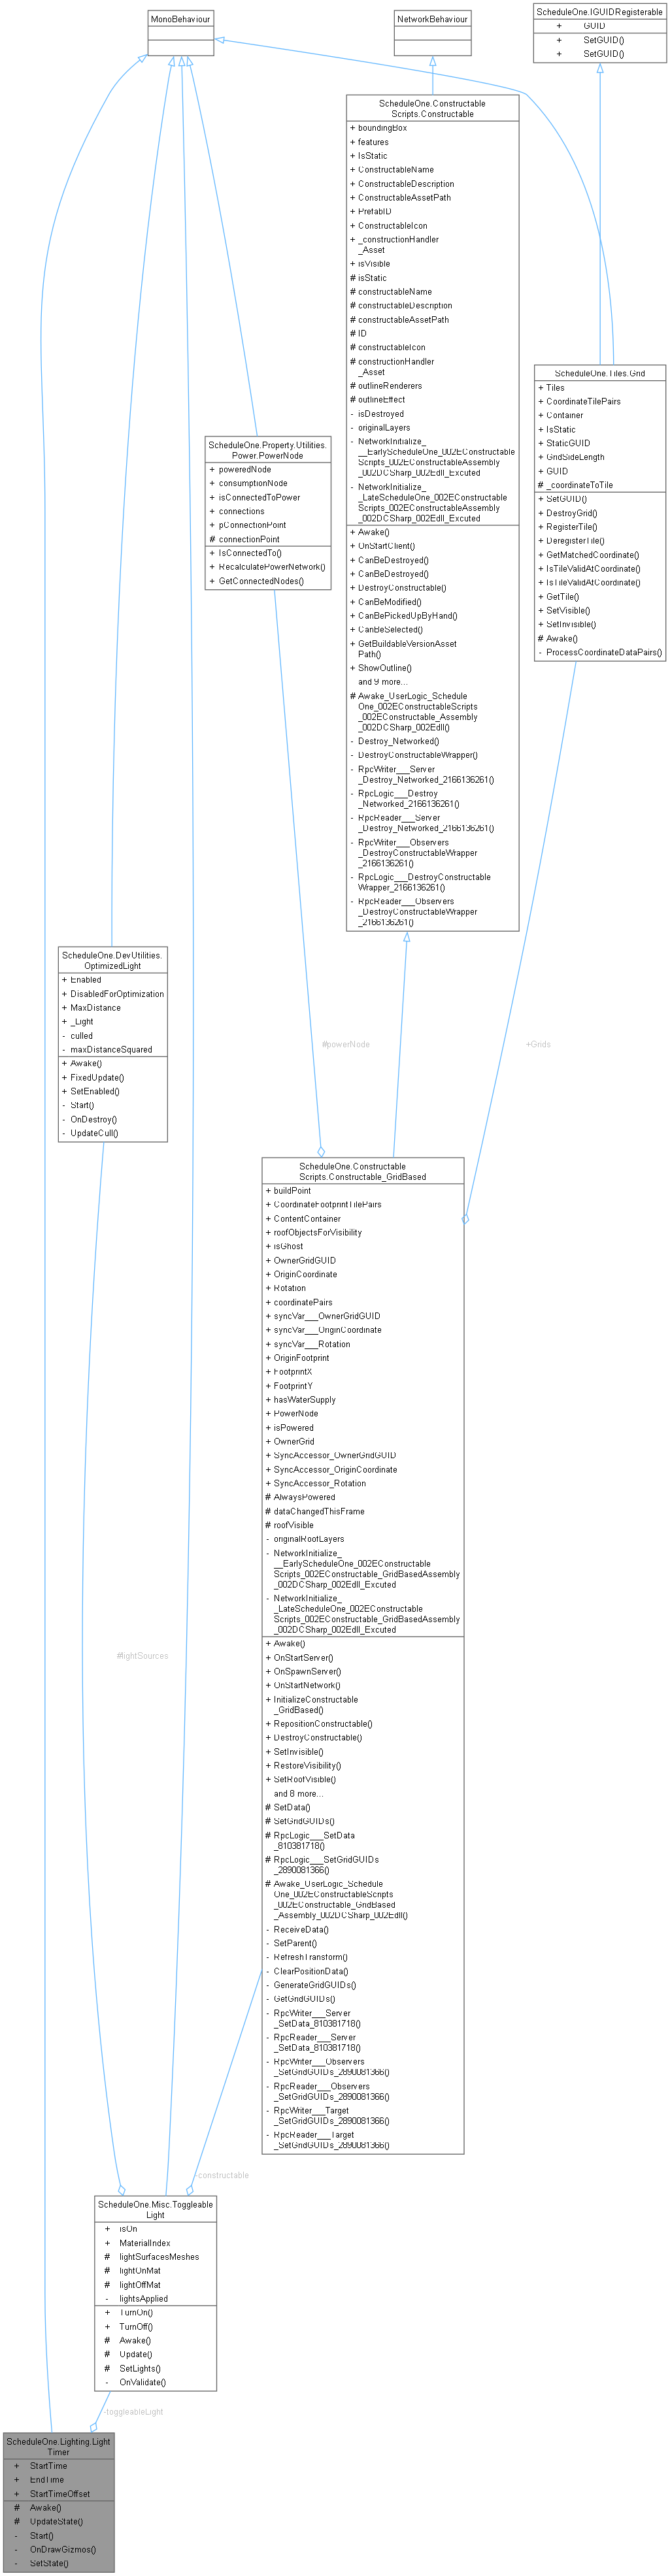 MonoBehaviour
NetworkBehaviour
ScheduleOne.IGUIDRegisterable
+ GUID
+ SetGUID()
+ SetGUID()
ScheduleOne.Constructable
Scripts.Constructable
+ boundingBox
+ features
+ IsStatic
+ ConstructableName
+ ConstructableDescription
+ ConstructableAssetPath
+ PrefabID
+ ConstructableIcon
+ _constructionHandler
_Asset
+ isVisible
# isStatic
# constructableName
# constructableDescription
# constructableAssetPath
# ID
# constructableIcon
# constructionHandler
_Asset
# outlineRenderers
# outlineEffect
- isDestroyed
- originalLayers
- NetworkInitialize_
__EarlyScheduleOne_002EConstructable
Scripts_002EConstructableAssembly
_002DCSharp_002Edll_Excuted
- NetworkInitialize_
_LateScheduleOne_002EConstructable
Scripts_002EConstructableAssembly
_002DCSharp_002Edll_Excuted
+ Awake()
+ OnStartClient()
+ CanBeDestroyed()
+ CanBeDestroyed()
+ DestroyConstructable()
+ CanBeModified()
+ CanBePickedUpByHand()
+ CanBeSelected()
+ GetBuildableVersionAsset
Path()
+ ShowOutline()
and 9 more...
# Awake_UserLogic_Schedule
One_002EConstructableScripts
_002EConstructable_Assembly
_002DCSharp_002Edll()
- Destroy_Networked()
- DestroyConstructableWrapper()
- RpcWriter___Server
_Destroy_Networked_2166136261()
- RpcLogic___Destroy
_Networked_2166136261()
- RpcReader___Server
_Destroy_Networked_2166136261()
- RpcWriter___Observers
_DestroyConstructableWrapper
_2166136261()
- RpcLogic___DestroyConstructable
Wrapper_2166136261()
- RpcReader___Observers
_DestroyConstructableWrapper
_2166136261()
ScheduleOne.Tiles.Grid
+ Tiles
+ CoordinateTilePairs
+ Container
+ IsStatic
+ StaticGUID
+ GridSideLength
+ GUID
# _coordinateToTile
+ SetGUID()
+ DestroyGrid()
+ RegisterTile()
+ DeregisterTile()
+ GetMatchedCoordinate()
+ IsTileValidAtCoordinate()
+ IsTileValidAtCoordinate()
+ GetTile()
+ SetVisible()
+ SetInvisible()
# Awake()
- ProcessCoordinateDataPairs()
ScheduleOne.Property.Utilities.
Power.PowerNode
+ poweredNode
+ consumptionNode
+ isConnectedToPower
+ connections
+ pConnectionPoint
# connectionPoint
+ IsConnectedTo()
+ RecalculatePowerNetwork()
+ GetConnectedNodes()
ScheduleOne.DevUtilities.
OptimizedLight
+ Enabled
+ DisabledForOptimization
+ MaxDistance
+ _Light
- culled
- maxDistanceSquared
+ Awake()
+ FixedUpdate()
+ SetEnabled()
- Start()
- OnDestroy()
- UpdateCull()
#powerNode
+Grids
ScheduleOne.Constructable
Scripts.Constructable_GridBased
+ buildPoint
+ CoordinateFootprintTilePairs
+ ContentContainer
+ roofObjectsForVisibility
+ isGhost
+ OwnerGridGUID
+ OriginCoordinate
+ Rotation
+ coordinatePairs
+ syncVar___OwnerGridGUID
+ syncVar___OriginCoordinate
+ syncVar___Rotation
+ OriginFootprint
+ FootprintX
+ FootprintY
+ hasWaterSupply
+ PowerNode
+ isPowered
+ OwnerGrid
+ SyncAccessor_OwnerGridGUID
+ SyncAccessor_OriginCoordinate
+ SyncAccessor_Rotation
# AlwaysPowered
# dataChangedThisFrame
# roofVisible
- originalRoofLayers
- NetworkInitialize_
__EarlyScheduleOne_002EConstructable
Scripts_002EConstructable_GridBasedAssembly
_002DCSharp_002Edll_Excuted
- NetworkInitialize_
_LateScheduleOne_002EConstructable
Scripts_002EConstructable_GridBasedAssembly
_002DCSharp_002Edll_Excuted
+ Awake()
+ OnStartServer()
+ OnSpawnServer()
+ OnStartNetwork()
+ InitializeConstructable
_GridBased()
+ RepositionConstructable()
+ DestroyConstructable()
+ SetInvisible()
+ RestoreVisibility()
+ SetRoofVisible()
and 8 more...
# SetData()
# SetGridGUIDs()
# RpcLogic___SetData
_810381718()
# RpcLogic___SetGridGUIDs
_2890081366()
# Awake_UserLogic_Schedule
One_002EConstructableScripts
_002EConstructable_GridBased
_Assembly_002DCSharp_002Edll()
- ReceiveData()
- SetParent()
- RefreshTransform()
- ClearPositionData()
- GenerateGridGUIDs()
- GetGridGUIDs()
- RpcWriter___Server
_SetData_810381718()
- RpcReader___Server
_SetData_810381718()
- RpcWriter___Observers
_SetGridGUIDs_2890081366()
- RpcReader___Observers
_SetGridGUIDs_2890081366()
- RpcWriter___Target
_SetGridGUIDs_2890081366()
- RpcReader___Target
_SetGridGUIDs_2890081366()
#lightSources
-constructable
ScheduleOne.Misc.Toggleable
Light
+ isOn
+ MaterialIndex
# lightSurfacesMeshes
# lightOnMat
# lightOffMat
- lightsApplied
+ TurnOn()
+ TurnOff()
# Awake()
# Update()
# SetLights()
- OnValidate()
-toggleableLight
ScheduleOne.Lighting.Light
Timer
+ StartTime
+ EndTime
+ StartTimeOffset
# Awake()
# UpdateState()
- Start()
- OnDrawGizmos()
- SetState()